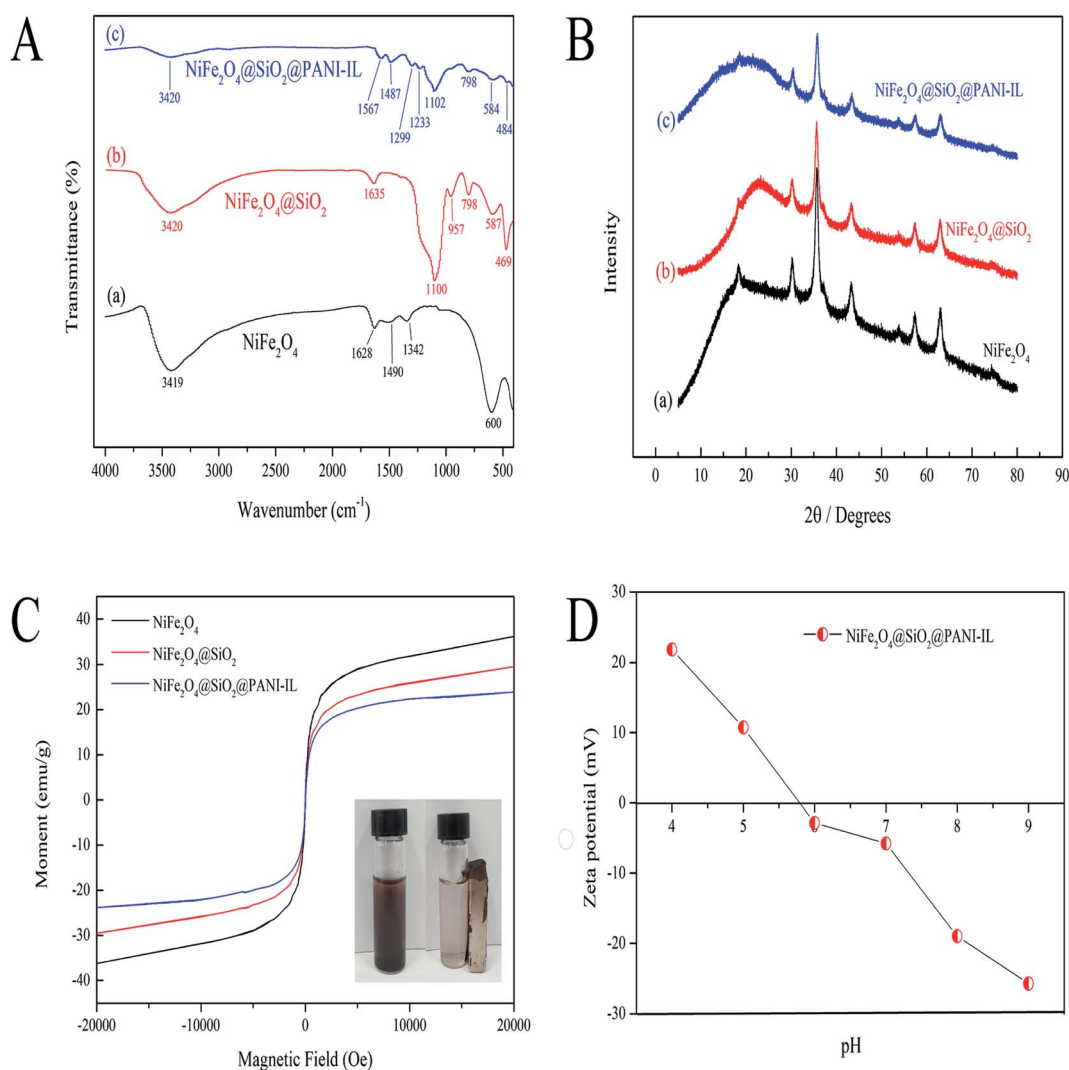 A
(c)
NiFe2O4@SiO2@PANI-IL
3420
1567
1487
1299
1233
1102
798
584
484
(b)
NiFe2O4@SiO2
3420
1635
1100
957
798
587
469
(a)
NiFe2O4
3419
1628
1490
1342
600
Transmittance (%)
4000 3500 3000 2500 2000 1500 1000 500
Wavenumber (cm-1)
B
NiFe2O4@SiO2@PANI-IL
(c)
NiFe2O4@SiO2
(b)
NiFe2O4
(a)
Intensity
0 10 20 30 40 50 60 70 80 90
2θ / Degrees
C
NiFe2O4
NiFe2O4@SiO2
NiFe2O4@SiO2@PANI-IL
40
30
20
10
0
-10
-20
-30
-40
Moment (emu/g)
-20000 -10000 0 10000 20000
Magnetic Field (Oe)
D
NiFe2O4@SiO2@PANI-IL
30
20
10
0
-10
-20
-30
Zeta potential (mV)
4 5 6 7 8 9
pH